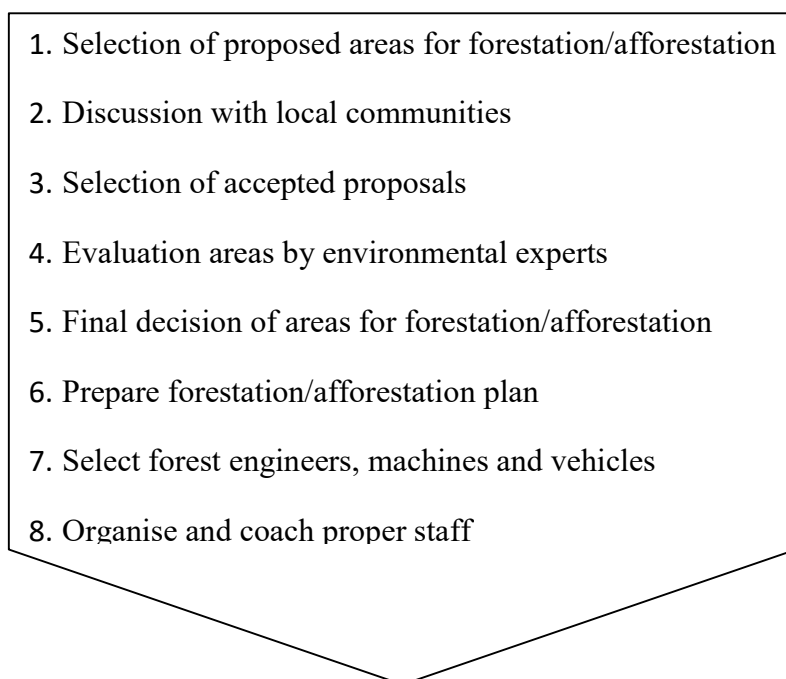 1. Selection of proposed areas for forestation/afforestation
2. Discussion with local communities
3. Selection of accepted proposals
4. Evaluation areas by environmental experts
5. Final decision of areas for forestation/afforestation
6. Prepare forestation/afforestation plan
7. Select forest engineers, machines and vehicles
8. Organise and coach proper staff